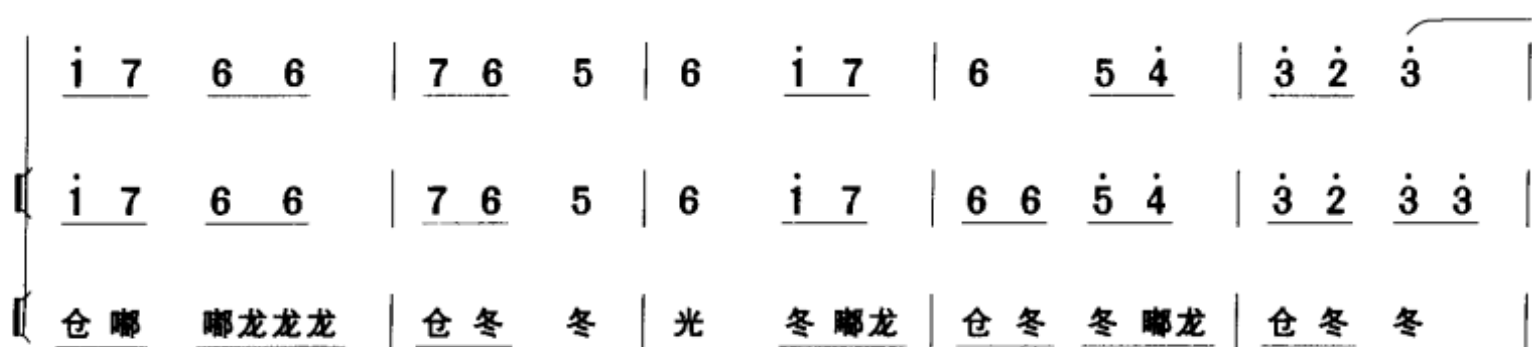 i̇ 7 6 6 | 7 6 5 | 6 i̇ 7 | 6 5 4̇ | 3̇ 2̇ 3̇ |
i̇ 7 6 6 | 7 6 5 | 6 i̇ 7 | 6 6 5̇ 4̇ | 3̇ 2̇ 3̇ 3̇ |
仓 嘟 嘟龙龙龙 | 仓 冬 冬 | 光 冬 嘟龙 | 仓 冬 冬 嘟龙 | 仓 冬 冬 |